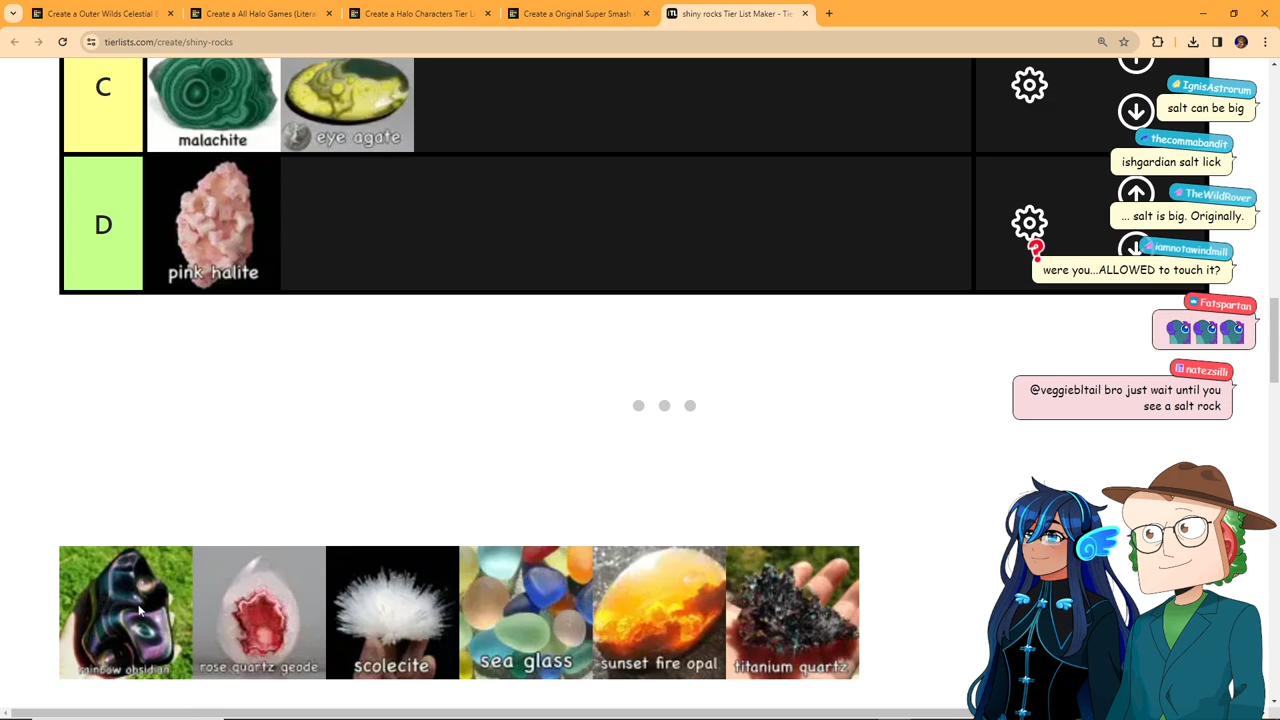 Create a Outer Wilds Celestial B
Create a All Halo Games (Litera
Create a Halo Characters Tier L
Create a Original Super Smash
shiny rocks Tier List Maker - Tie
tierlists.com/create/shiny-rocks
C
malachite
eye agate
D
pink halite
rainbow obsidian
rose quartz geode
scolecite
sea glass
sunset fire opal
titanium quartz
IgnisAstrorum
salt can be big
thecommabandit
ishgardian salt lick
TheWildRover
... salt is big. Originally.
iamnotawindmill
?
were you...ALLOWED to touch it?
Fatspartan
natezsilli
@veggiebltail bro just wait until you
see a salt rock